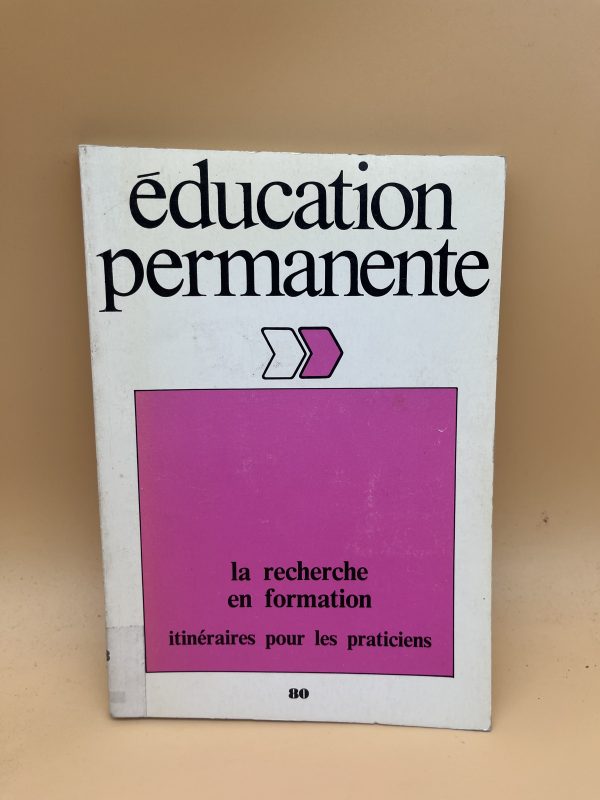 éducation
permanente
la recherche
en formation
itinéraires pour les praticiens
80